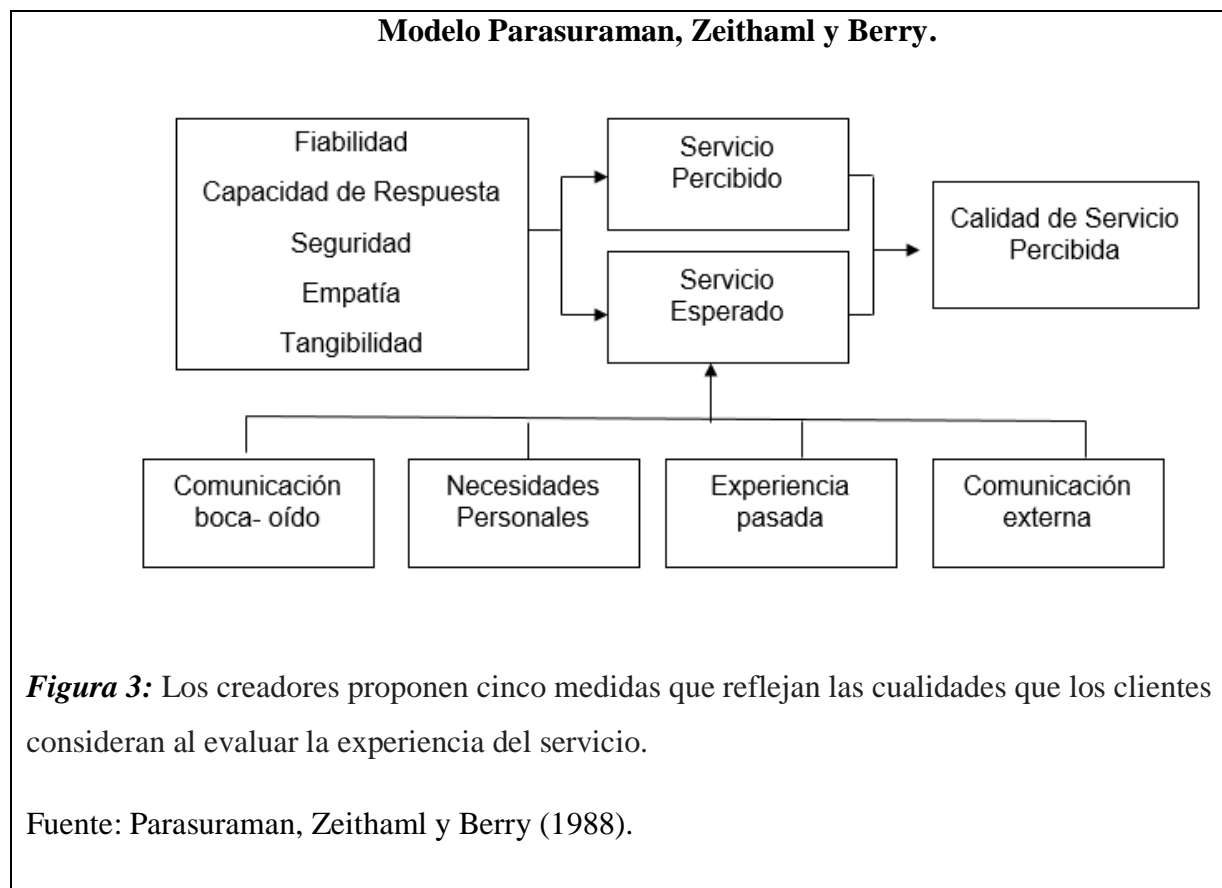 Modelo Parasuraman, Zeithaml y Berry.
Fiabilidad
Capacidad de Respuesta
Seguridad
Empatía
Tangibilidad
Servicio
Percibido
Servicio
Esperado
Calidad de Servicio
Percibida
Comunicación
boca- oído
Necesidades
Personales
Experiencia
pasada
Comunicación
externa
Figura 3: Los creadores proponen cinco medidas que reflejan las cualidades que los clientes
consideran al evaluar la experiencia del servicio.
Fuente: Parasuraman, Zeithaml y Berry (1988).